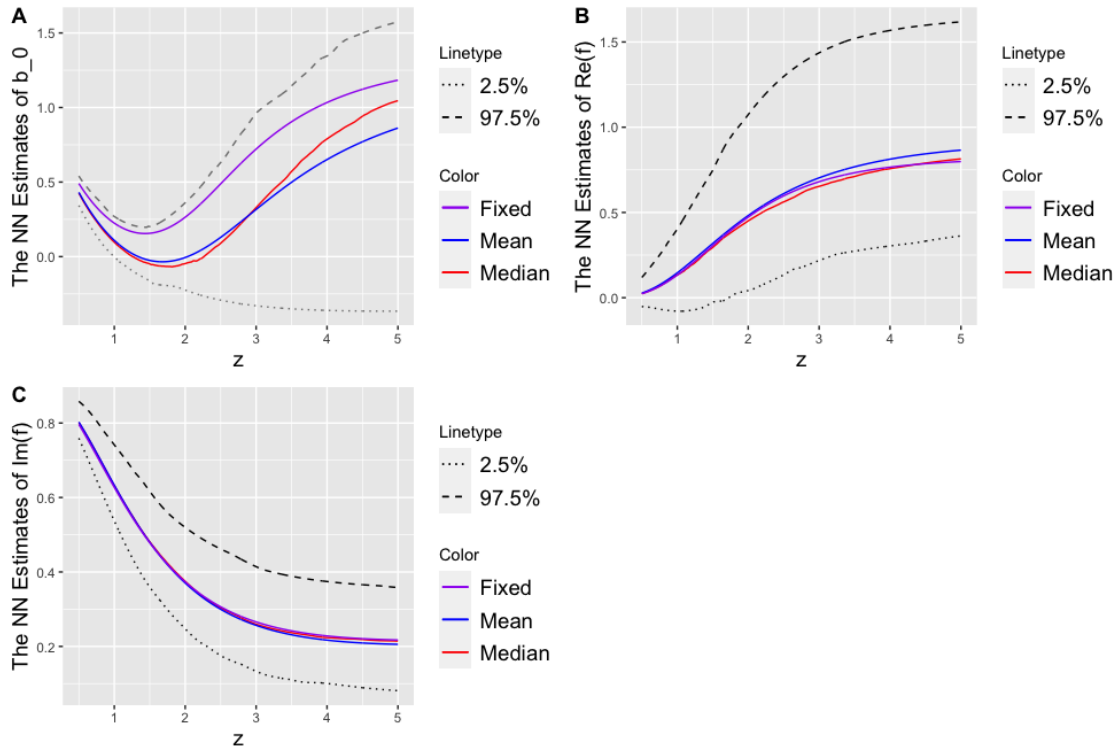 A
The NN Estimates of b_0
1.5
1.0
0.5
0.0
1 2 3 4 5
z
Linetype
2.5%
97.5%
Color
Fixed
Mean
Median
B
The NN Estimates of Re(f)
1.5
1.0
0.5
0.0
1 2 3 4 5
z
Linetype
2.5%
97.5%
Color
Fixed
Mean
Median
C
The NN Estimates of Im(f)
0.8
0.6
0.4
0.2
1 2 3 4 5
z
Linetype
2.5%
97.5%
Color
Fixed
Mean
Median